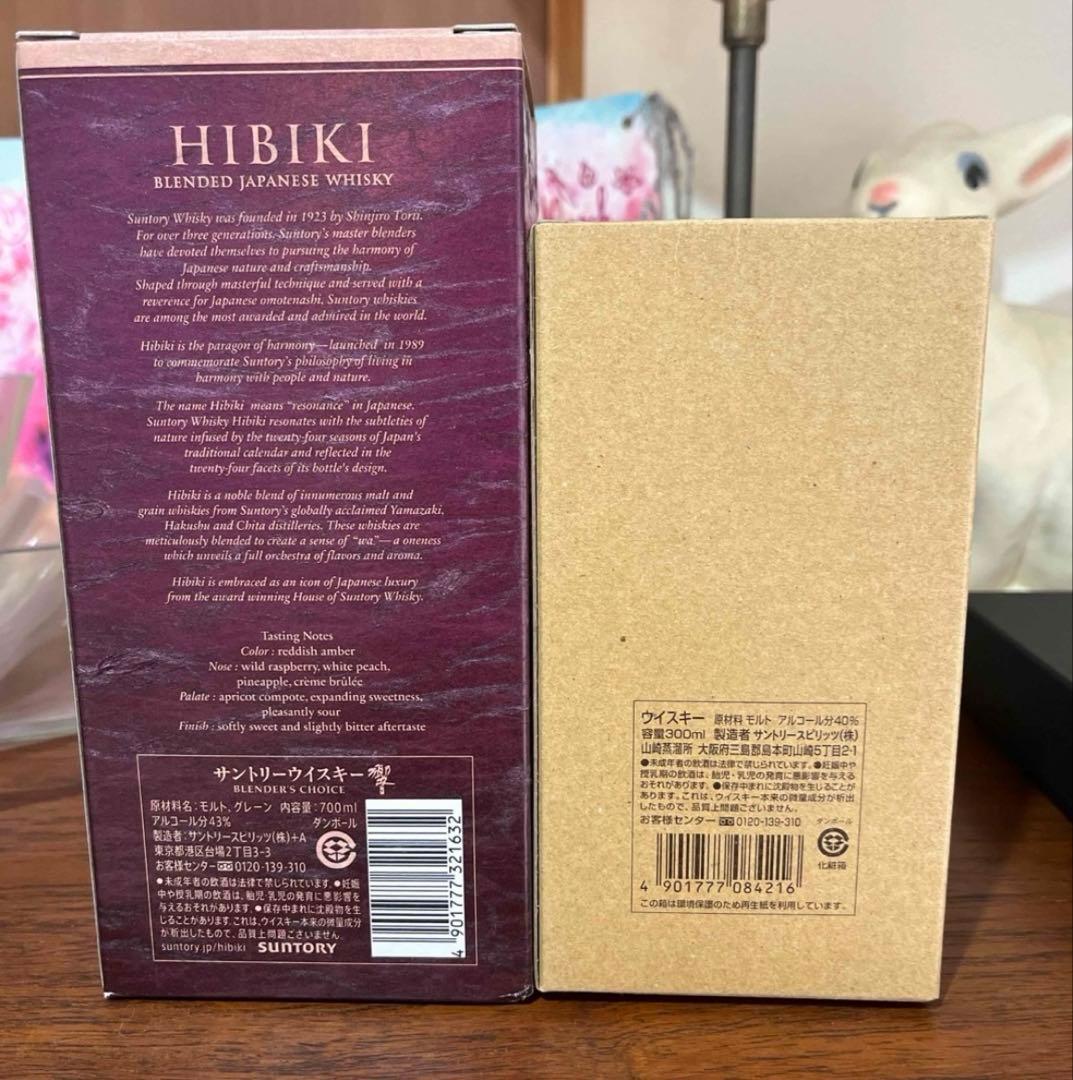 HIBIKI
BLENDED JAPANESE WHISKY
Suntory Whisky was founded in 1923 by Shinjiro Torii.
For over three generations, Suntory's master blenders
have devoted themselves to pursuing the harmony of
Japanese nature and craftsmanship.
Shaped through masterful technique and served with a
reverence for Japanese omotenashi, Suntory whiskies
are among the most awarded and admired in the world.
Hibiki is the paragon of harmony—launched in 1989
to commemorate Suntory's philosophy of living in
harmony with people and nature.
The name Hibiki means "resonance" in Japanese.
Suntory Whisky Hibiki resonates with the subtleties of
nature infused by the twenty-four seasons of Japan's
traditional calendar and reflected in the
twenty-four facets of its bottle's design.
Hibiki is a noble blend of innumerous malt and
grain whiskies from Suntory's globally acclaimed Yamazaki,
Hakushu and Chita distilleries. These whiskies are
meticulously blended to create a sense of "wa"—a oneness
which unveils a full orchestra of flavors and aroma.
Hibiki is embraced as an icon of Japanese luxury
from the award winning House of Suntory Whisky.
Tasting Notes
Color : reddish amber
Nose : wild raspberry, white peach,
pineapple, crème brûlée
Palate : apricot compote, expanding sweetness,
pleasantly sour
Finish : softly sweet and slightly bitter aftertaste
サントリーウイスキー響
BLENDER'S CHOICE
原材料名：モルト、グレーン 内容量：700ml
アルコール分43% ダンボール
製造者：サントリースピリッツ(株)+A
東京都港区台場2丁目3-3
お客様センター 0120-139-310
●未成年者の飲酒は法律で禁じられています。●妊娠
中や授乳期の飲酒は、胎児・乳児の発育に悪影響を
与えるおそれがあります。●保存中まれに沈殿物を生
じることがあります。これは、ウイスキー本来の微量成分
が析出したもので、品質上問題ございません。
suntory.jp/hibiki SUNTORY
4 901777 321632
ウイスキー 原材料 モルト アルコール分40%
容量300ml 製造者 サントリースピリッツ(株)
山崎蒸溜所 大阪府三島郡島本町山崎5丁目2-1
●未成年者の飲酒は法律で禁じられています。●妊娠中や
授乳期の飲酒は、胎児・乳児の発育に悪影響を与える
おそれがあります。●保存中まれに沈殿物を生じることが
あります。これは、ウイスキー本来の微量成分が析出
したもので、品質上問題ございません。
お客様センター 0120-139-310 ダンボール
化粧箱
4 901777 084216
この箱は環境保護のため再生紙を利用しています。